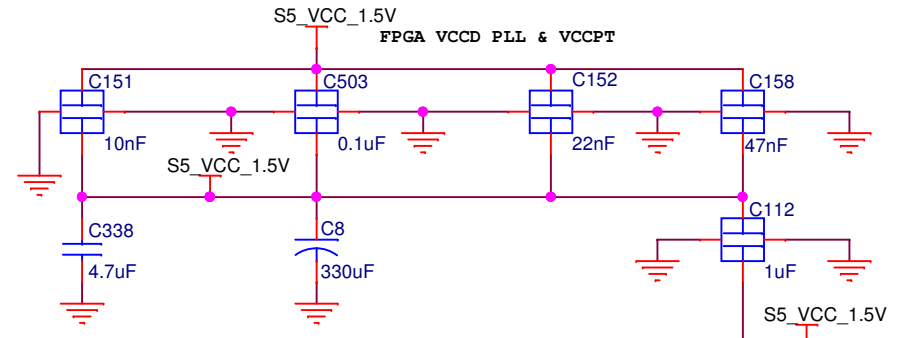 S5_VCC_1.5V
FPGA VCCD PLL & VCCPT
C151
C503
C152
C158
10nF
0.1uF
22nF
47nF
S5_VCC_1.5V
C338
C8
C112
4.7uF
330uF
1uF
S5_VCC_1.5V